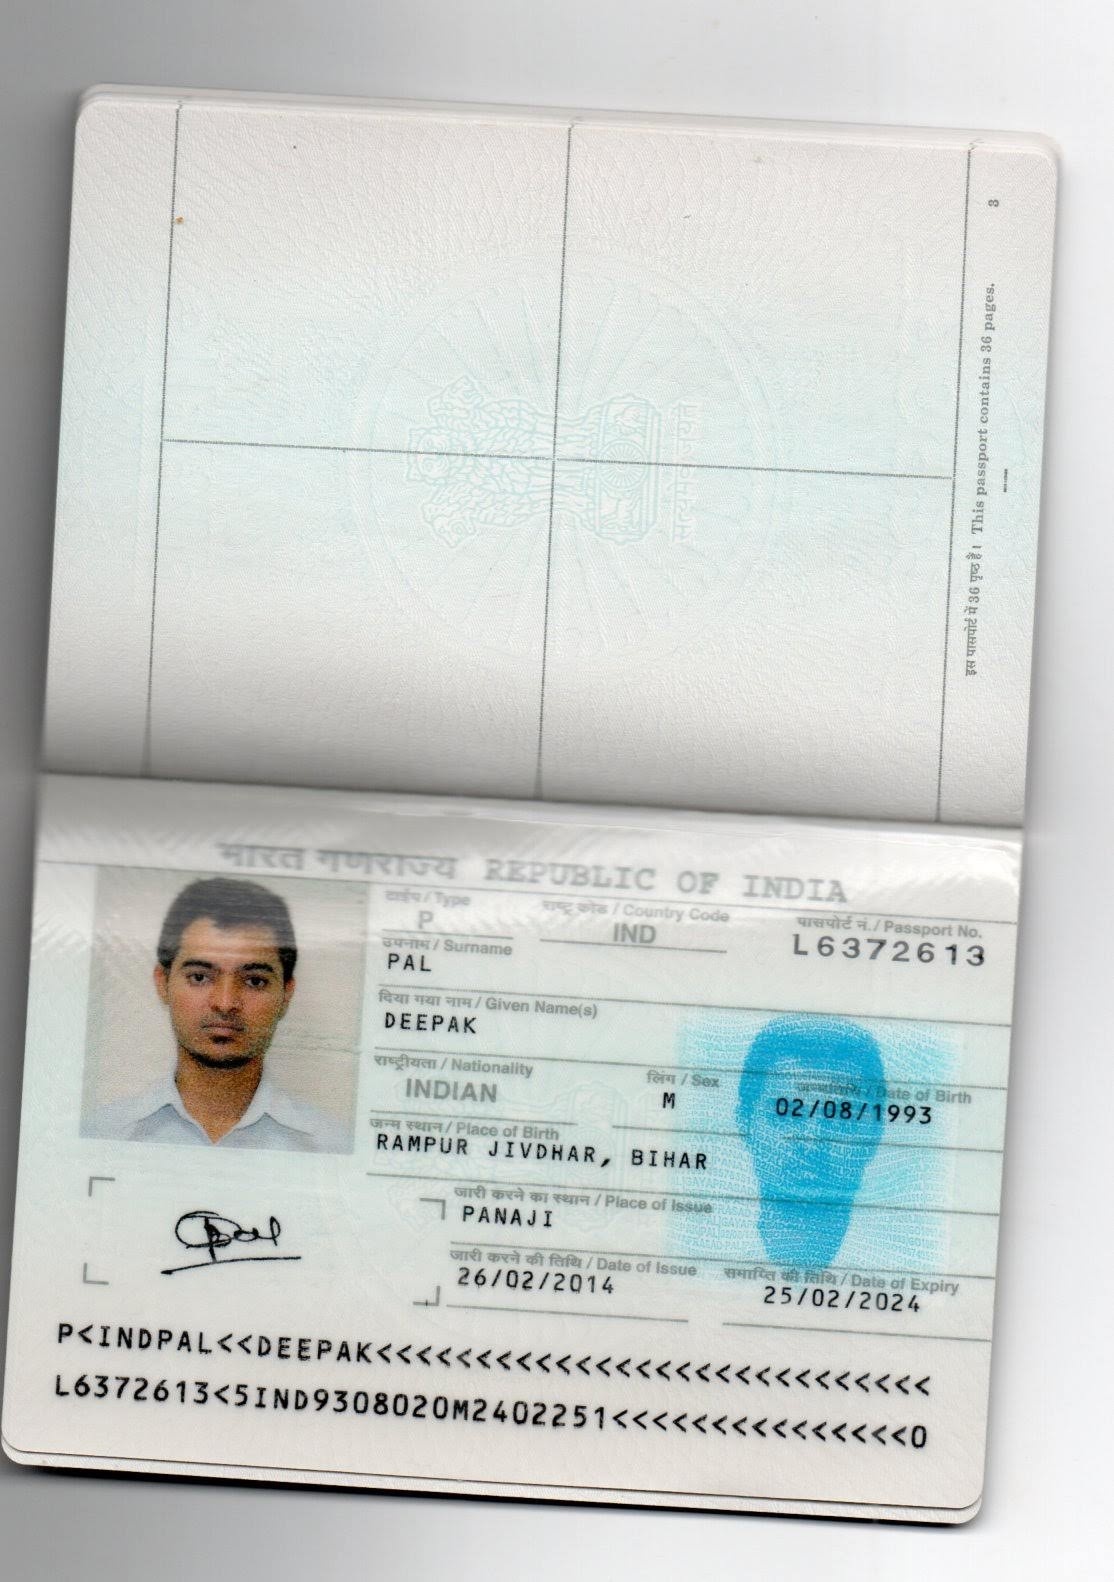 3
इस पासपोर्ट में 36 पृष्ठ है। This passport contains 36 pages.
भारत गणराज्य REPUBLIC OF INDIA
टाईप / Type राष्ट्र कोड / Country Code पासपोर्ट नं. / Passport No.
P IND L6372613
उपनाम / Surname
PAL
दिया गया नाम / Given Name(s)
DEEPAK
राष्ट्रीयता / Nationality लिंग / Sex जन्मतिथि / Date of Birth
INDIAN M 02/08/1993
जन्म स्थान / Place of Birth
RAMPUR JIVDHAR, BIHAR
जारी करने का स्थान / Place of Issue
PANAJI
जारी करने की तिथि / Date of Issue समाप्ति की तिथि / Date of Expiry
26/02/2014 25/02/2024
P<INDPAL<<DEEPAK<<<<<<<<<<<<<<<<<<<<<<<<<<<<
L6372613<5IND9308020M2402251<<<<<<<<<<<<<<<0